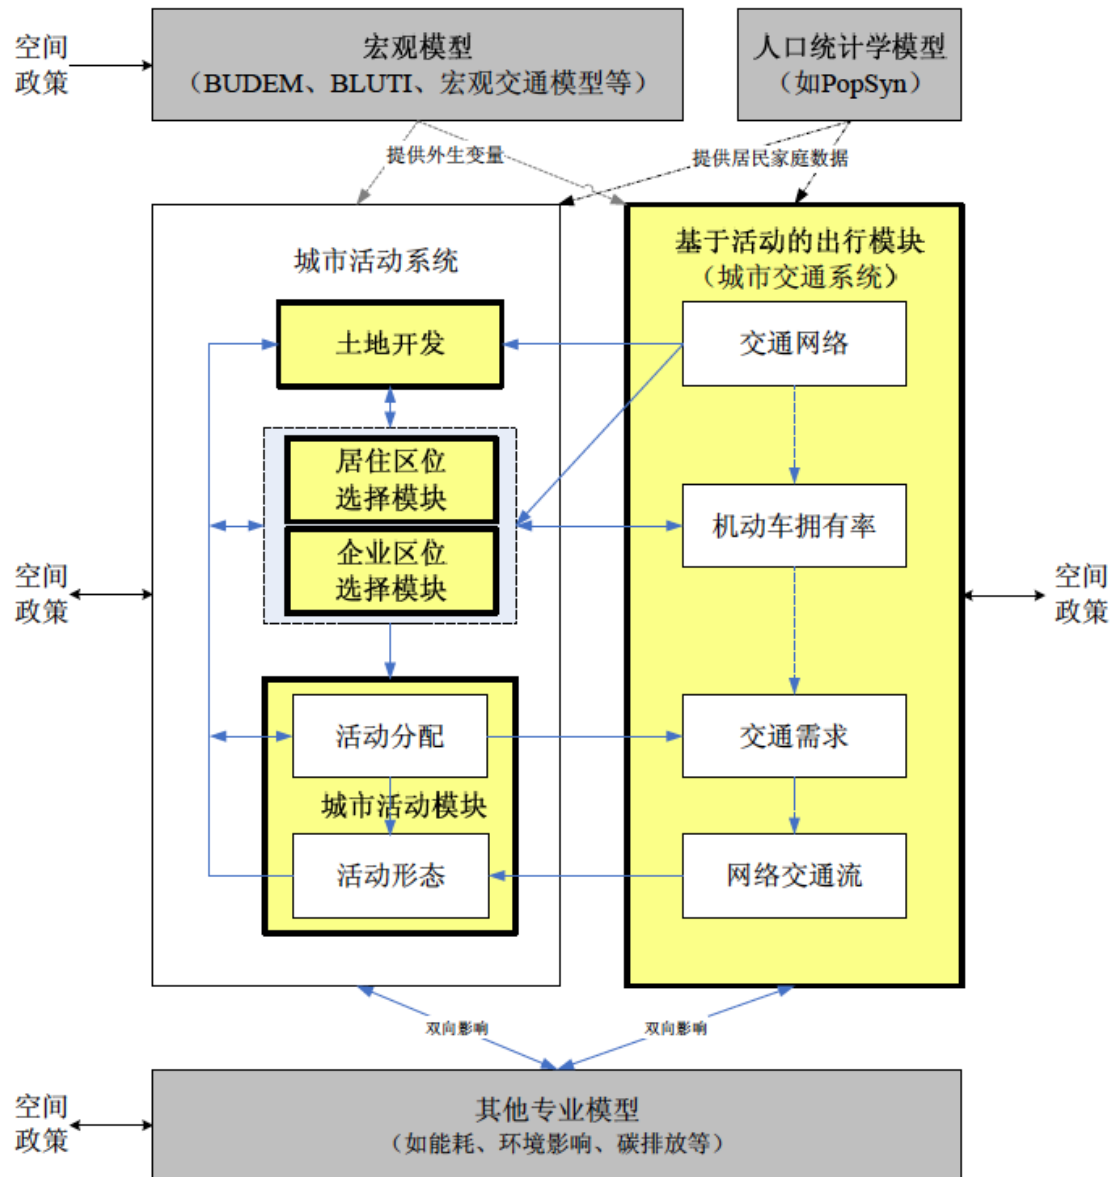 空间
政策
宏观模型
（BUDEM、BLUTI、宏观交通模型等）
人口统计学模型
（如PopSyn）
提供外生变量
提供居民家庭数据
城市活动系统
基于活动的出行模块
（城市交通系统）
土地开发
交通网络
居住区位
选择模块
机动车拥有率
企业区位
选择模块
空间
政策
空间
政策
活动分配
交通需求
城市活动模块
活动形态
网络交通流
双向影响
双向影响
空间
政策
其他专业模型
（如能耗、环境影响、碳排放等）